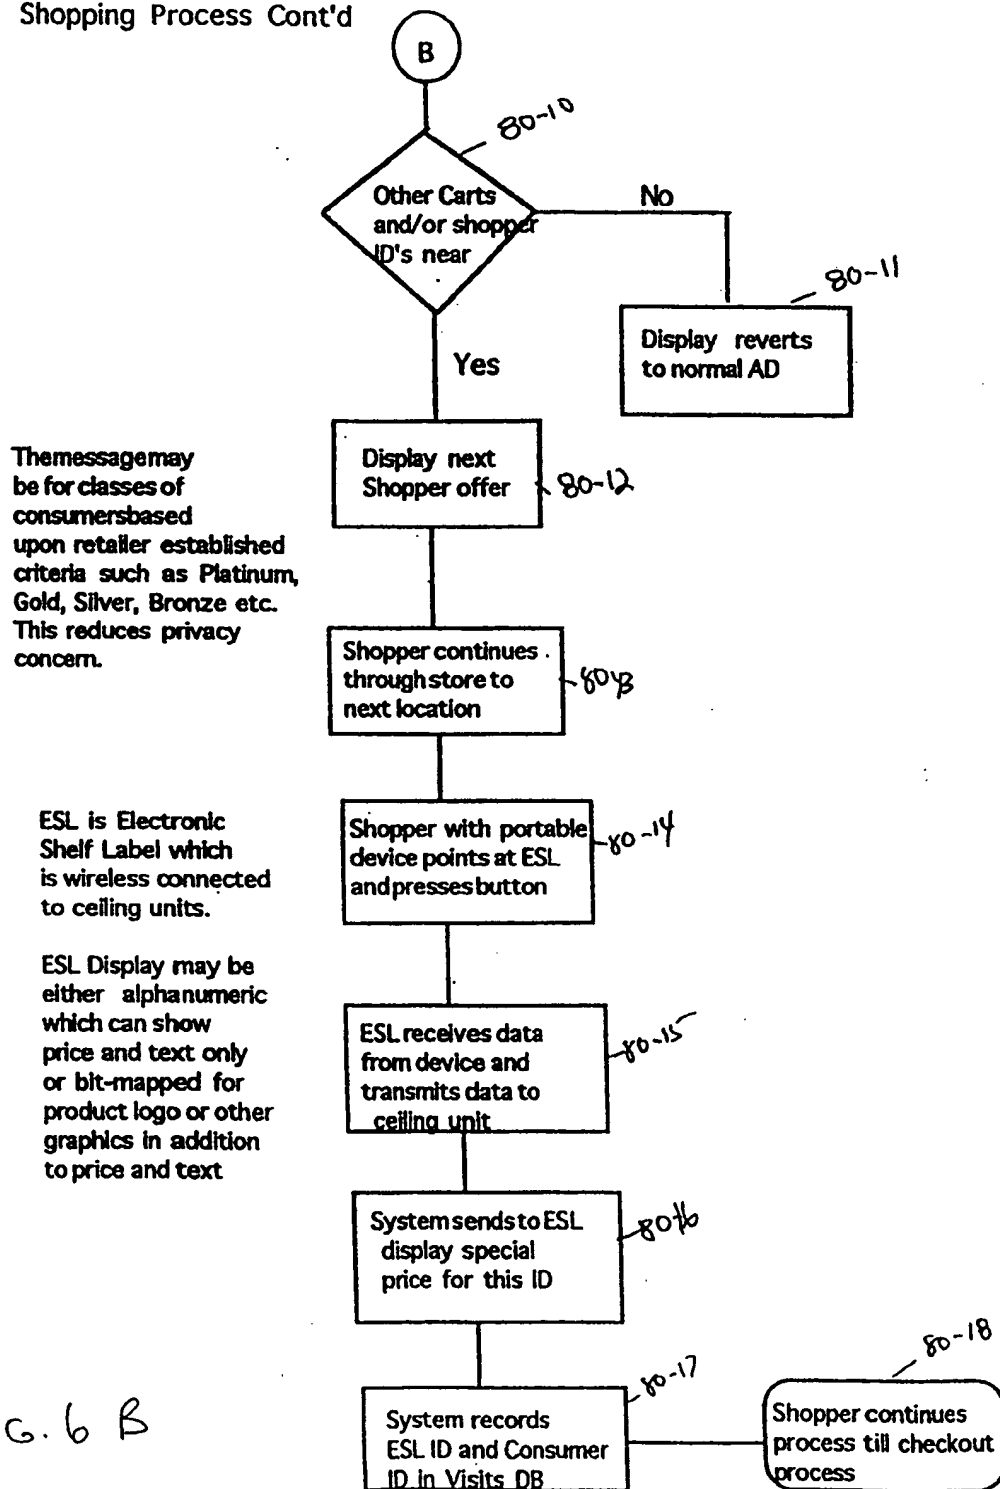 Shopping Process Cont'd
B
80-10
Other Carts
and/or shopper
ID's near
No
80-11
Display reverts
to normal AD
Yes
Display next
Shopper offer
80-12
Themessagemay
be for classes of
consumersbased
upon retailer established
criteria such as Platinum,
Gold, Silver, Bronze etc.
This reduces privacy
concern.
Shopper continues
through store to
next location
80-13
ESL is Electronic
Shelf Label which
is wireless connected
to ceiling units.
Shopper with portable
device points at ESL
and presses button
80-14
ESL Display may be
either alphanumeric
which can show
price and text only
or bit-mapped for
product logo or other
graphics in addition
to price and text
ESL receives data
from device and
transmits data to
ceiling unit
80-15
System sends to ESL
display special
price for this ID
80-16
System records
ESL ID and Consumer
ID in Visits DB
80-17
80-18
Shopper continues
process till checkout
process
G. 6 B